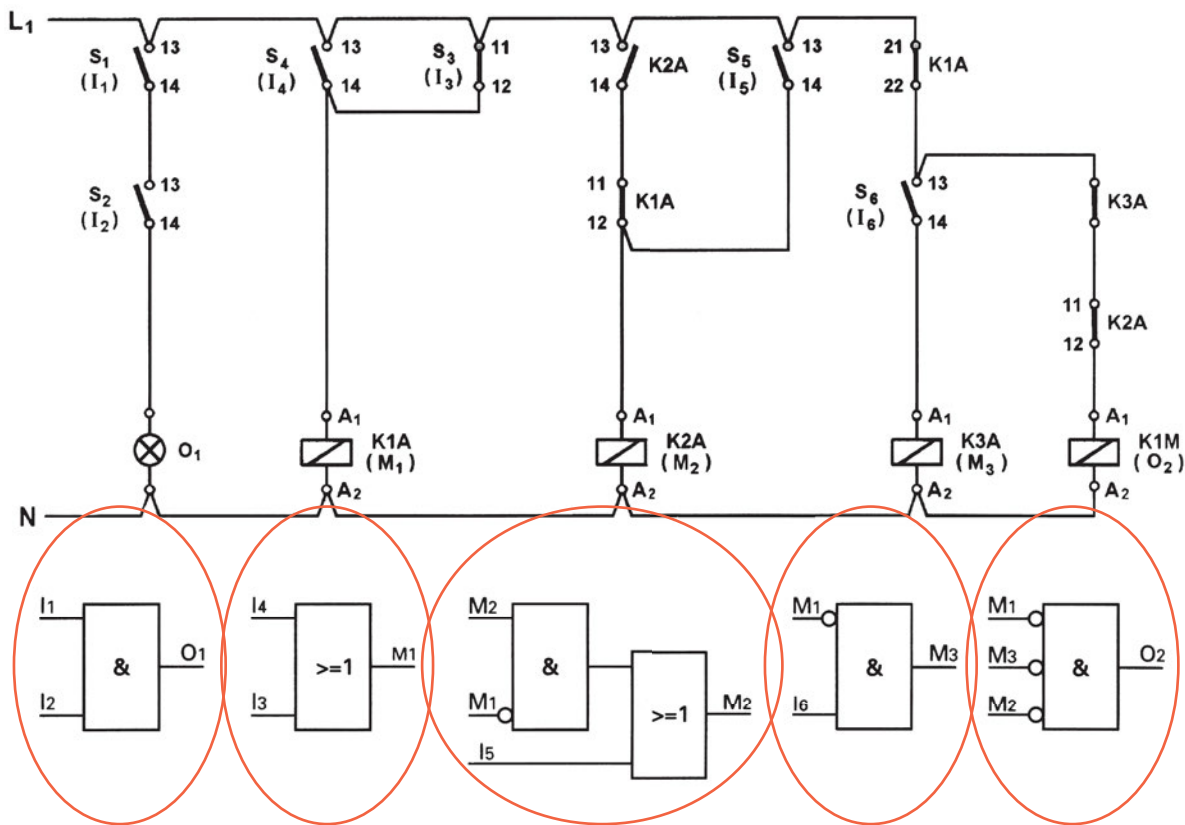 L1
S1 13
(I1) 14
S2 13
(I2) 14
O1
S4 13
(I4) 14
S3 11
(I3) 12
A1
K1A
(M1)
A2
13 K2A
14
11 K1A
12
S5 13
(I5) 14
A1
K2A
(M2)
A2
21 K1A
22
S6 13
(I6) 14
A1
K3A
(M3)
A2
K3A
11 K2A
12
A1
K1M
(O2)
A2
N
I1
& O1
I2
I4
>=1 M1
I3
M2
&
M1
>=1 M2
I5
M1
& M3
I6
M1
M3 & O2
M2